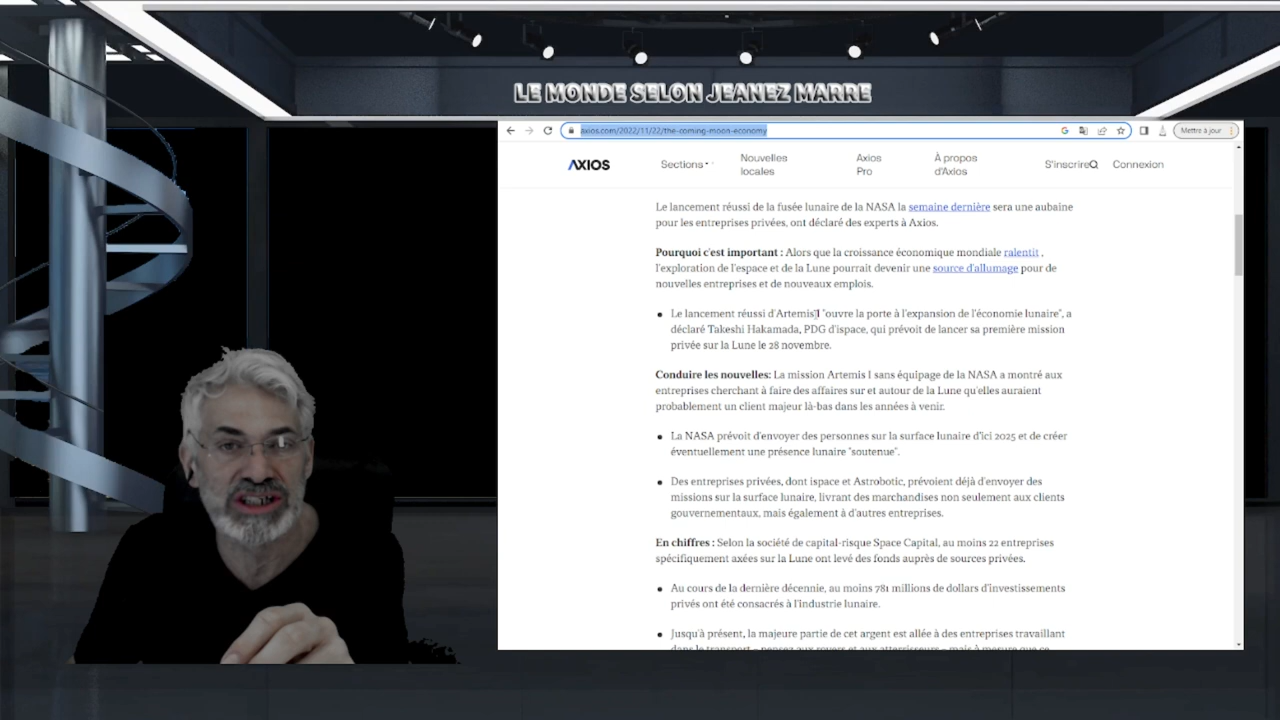 LE MONDE SELON JEANEZ MARRE
axios.com/2022/11/22/the-coming-moon-economy
Mettre à jour
AXIOS
Sections
Nouvelles locales
Axios Pro
À propos d'Axios
S'inscrire
Connexion
Le lancement réussi de la fusée lunaire de la NASA la semaine dernière sera une aubaine
pour les entreprises privées, ont déclaré des experts à Axios.
Pourquoi c'est important : Alors que la croissance économique mondiale ralentit ,
l'exploration de l'espace et de la Lune pourrait devenir une source d'allumage pour de
nouvelles entreprises et de nouveaux emplois.
Le lancement réussi d'Artemis I "ouvre la porte à l'expansion de l'économie lunaire", a
déclaré Takeshi Hakamada, PDG d'ispace, qui prévoit de lancer sa première mission
privée sur la Lune le 28 novembre.
Conduire les nouvelles: La mission Artemis I sans équipage de la NASA a montré aux
entreprises cherchant à faire des affaires sur et autour de la Lune qu'elles auraient
probablement un client majeur là-bas dans les années à venir.
La NASA prévoit d'envoyer des personnes sur la surface lunaire d'ici 2025 et de créer
éventuellement une présence lunaire "soutenue".
Des entreprises privées, dont ispace et Astrobotic, prévoient déjà d'envoyer des
missions sur la surface lunaire, livrant des marchandises non seulement aux clients
gouvernementaux, mais également à d'autres entreprises.
En chiffres : Selon la société de capital-risque Space Capital, au moins 22 entreprises
spécifiquement axées sur la Lune ont levé des fonds auprès de sources privées.
Au cours de la dernière décennie, au moins 781 millions de dollars d'investissements
privés ont été consacrés à l'industrie lunaire.
Jusqu'à présent, la majeure partie de cet argent est allée à des entreprises travaillant
dans le transport – pensez aux rovers et aux atterrisseurs – mais à mesure que ce